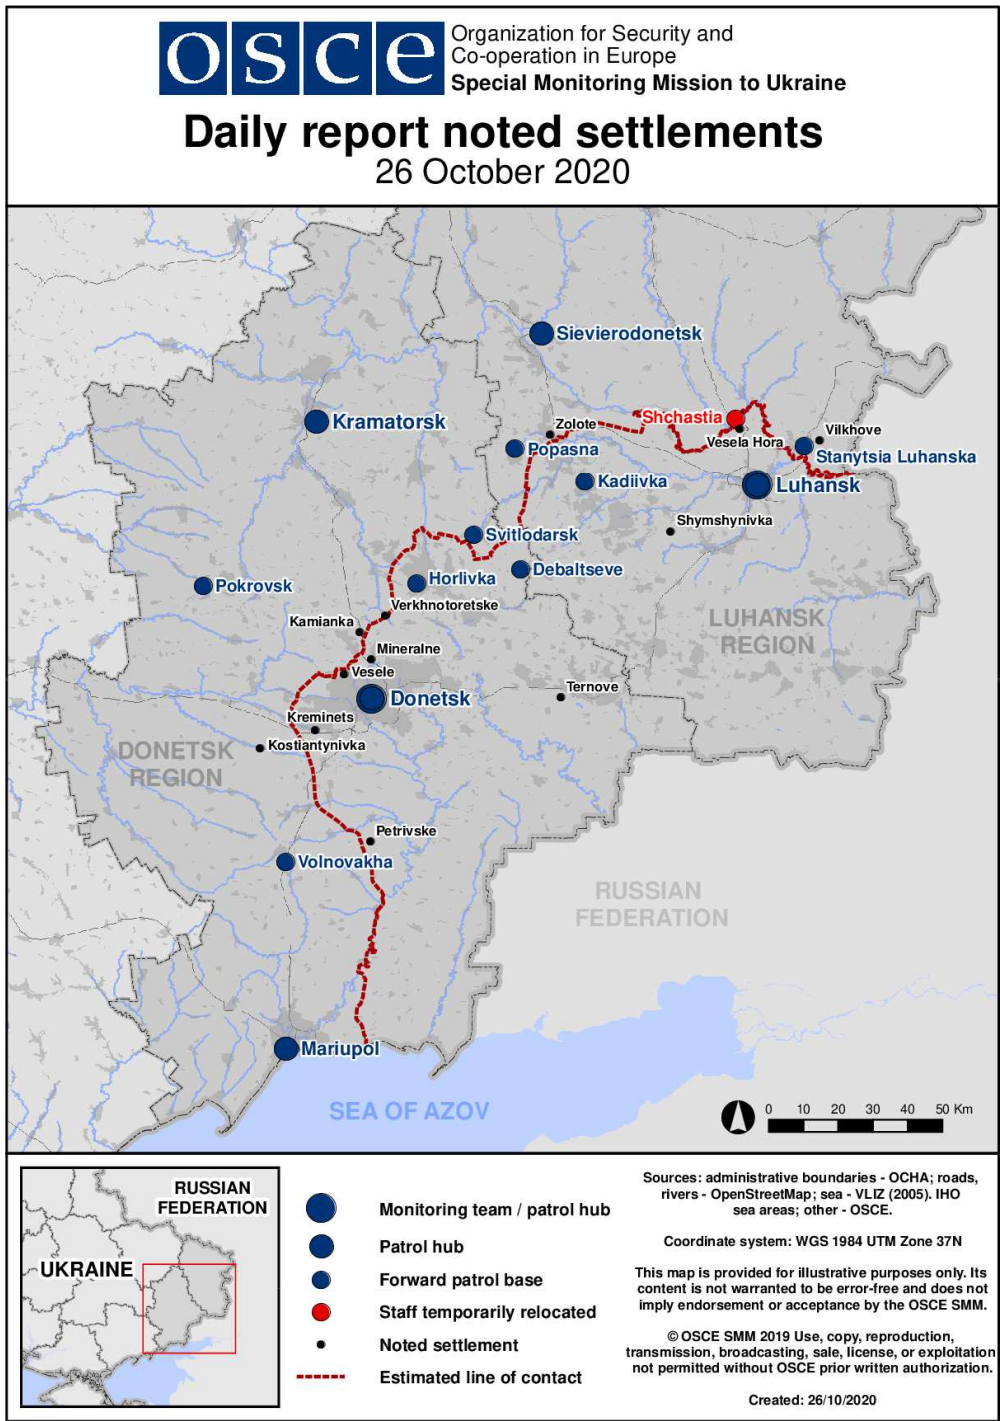 osce
Organization for Security and
Co-operation in Europe
Special Monitoring Mission to Ukraine
Daily report noted settlements
26 October 2020
Sievierodonetsk
Kramatorsk
Zolote
Shchastia
Vesela Hora
Vilkhove
Popasna
Stanytsia Luhanska
Kadiivka
Luhansk
Shymshynivka
Svitlodarsk
Debaltseve
Horlivka
Pokrovsk
Verkhnotoretske
Kamianka
LUHANSK
REGION
Mineralne
Vesele
Donetsk
Ternove
Kreminets
Kostiantynivka
DONETSK
REGION
Petrivske
Volnovakha
RUSSIAN
FEDERATION
Mariupol
SEA OF AZOV
0 10 20 30 40 50 Km
RUSSIAN
FEDERATION
UKRAINE
Monitoring team / patrol hub
Patrol hub
Forward patrol base
Staff temporarily relocated
Noted settlement
Estimated line of contact
Sources: administrative boundaries - OCHA; roads,
rivers - OpenStreetMap; sea - VLIZ (2005). IHO
sea areas; other - OSCE.
Coordinate system: WGS 1984 UTM Zone 37N
This map is provided for illustrative purposes only. Its
content is not warranted to be error-free and does not
imply endorsement or acceptance by the OSCE SMM.
© OSCE SMM 2019 Use, copy, reproduction,
transmission, broadcasting, sale, license, or exploitation
not permitted without OSCE prior written authorization.
Created: 26/10/2020